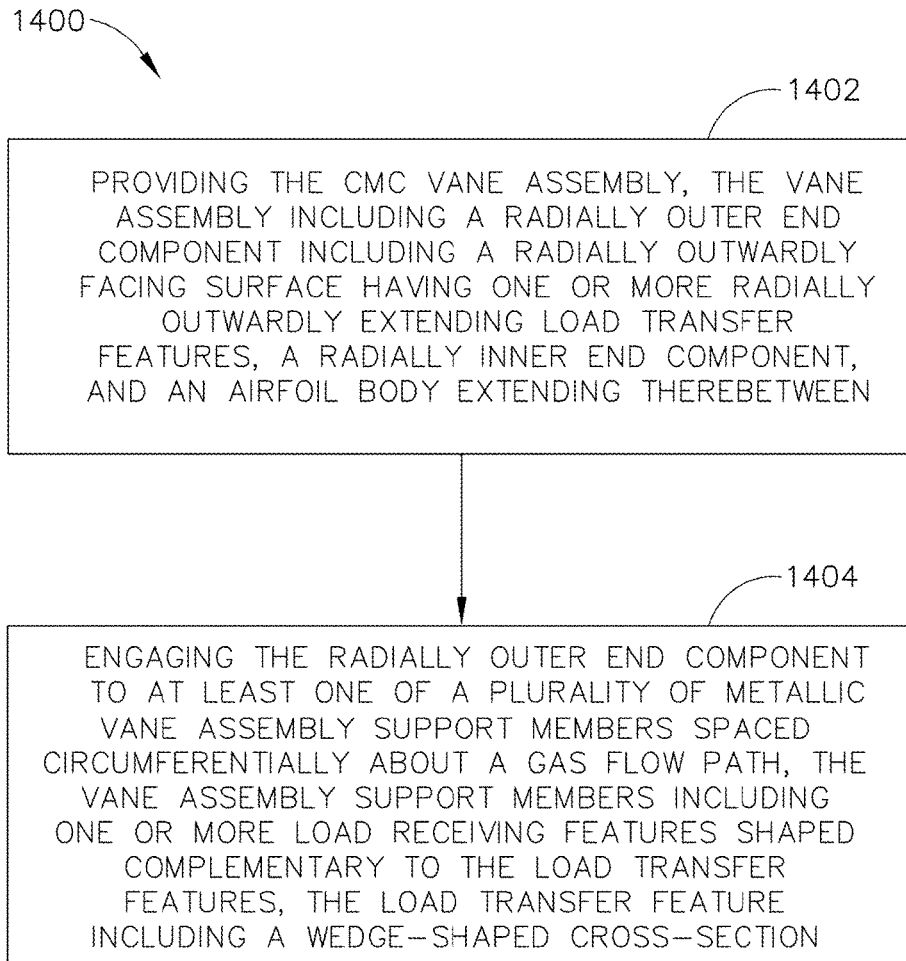 1400
1402
PROVIDING THE CMC VANE ASSEMBLY, THE VANE
ASSEMBLY INCLUDING A RADIALLY OUTER END
COMPONENT INCLUDING A RADIALLY OUTWARDLY
FACING SURFACE HAVING ONE OR MORE RADIALLY
OUTWARDLY EXTENDING LOAD TRANSFER
FEATURES, A RADIALLY INNER END COMPONENT,
AND AN AIRFOIL BODY EXTENDING THEREBETWEEN
1404
ENGAGING THE RADIALLY OUTER END COMPONENT
TO AT LEAST ONE OF A PLURALITY OF METALLIC
VANE ASSEMBLY SUPPORT MEMBERS SPACED
CIRCUMFERENTIALLY ABOUT A GAS FLOW PATH, THE
VANE ASSEMBLY SUPPORT MEMBERS INCLUDING
ONE OR MORE LOAD RECEIVING FEATURES SHAPED
COMPLEMENTARY TO THE LOAD TRANSFER
FEATURES, THE LOAD TRANSFER FEATURE
INCLUDING A WEDGE-SHAPED CROSS-SECTION